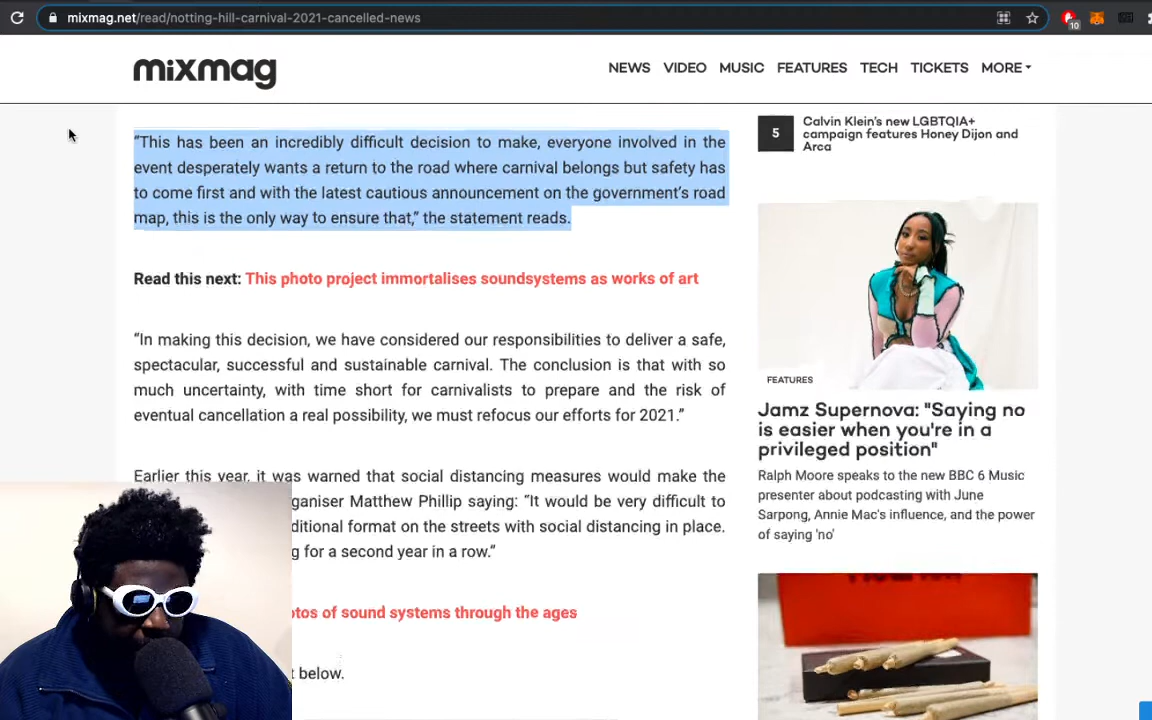 mixmag.net/read/notting-hill-carnival-2021-cancelled-news
10
mixmag
NEWS VIDEO MUSIC FEATURES TECH TICKETS MORE
“This has been an incredibly difficult decision to make, everyone involved in the
event desperately wants a return to the road where carnival belongs but safety has
to come first and with the latest cautious announcement on the government’s road
map, this is the only way to ensure that,” the statement reads.
Read this next: This photo project immortalises soundsystems as works of art
“In making this decision, we have considered our responsibilities to deliver a safe,
spectacular, successful and sustainable carnival. The conclusion is that with so
much uncertainty, with time short for carnivalists to prepare and the risk of
eventual cancellation a real possibility, we must refocus our efforts for 2021.”
Earlier this year, it was warned that social distancing measures would make the
ganiser Matthew Phillip saying: “It would be very difficult to
ditional format on the streets with social distancing in place.
g for a second year in a row.”
otos of sound systems through the ages
t below.
5
Calvin Klein’s new LGBTQIA+
campaign features Honey Dijon and
Arca
FEATURES
Jamz Supernova: "Saying no
is easier when you're in a
privileged position"
Ralph Moore speaks to the new BBC 6 Music
presenter about podcasting with June
Sarpong, Annie Mac's influence, and the power
of saying 'no'